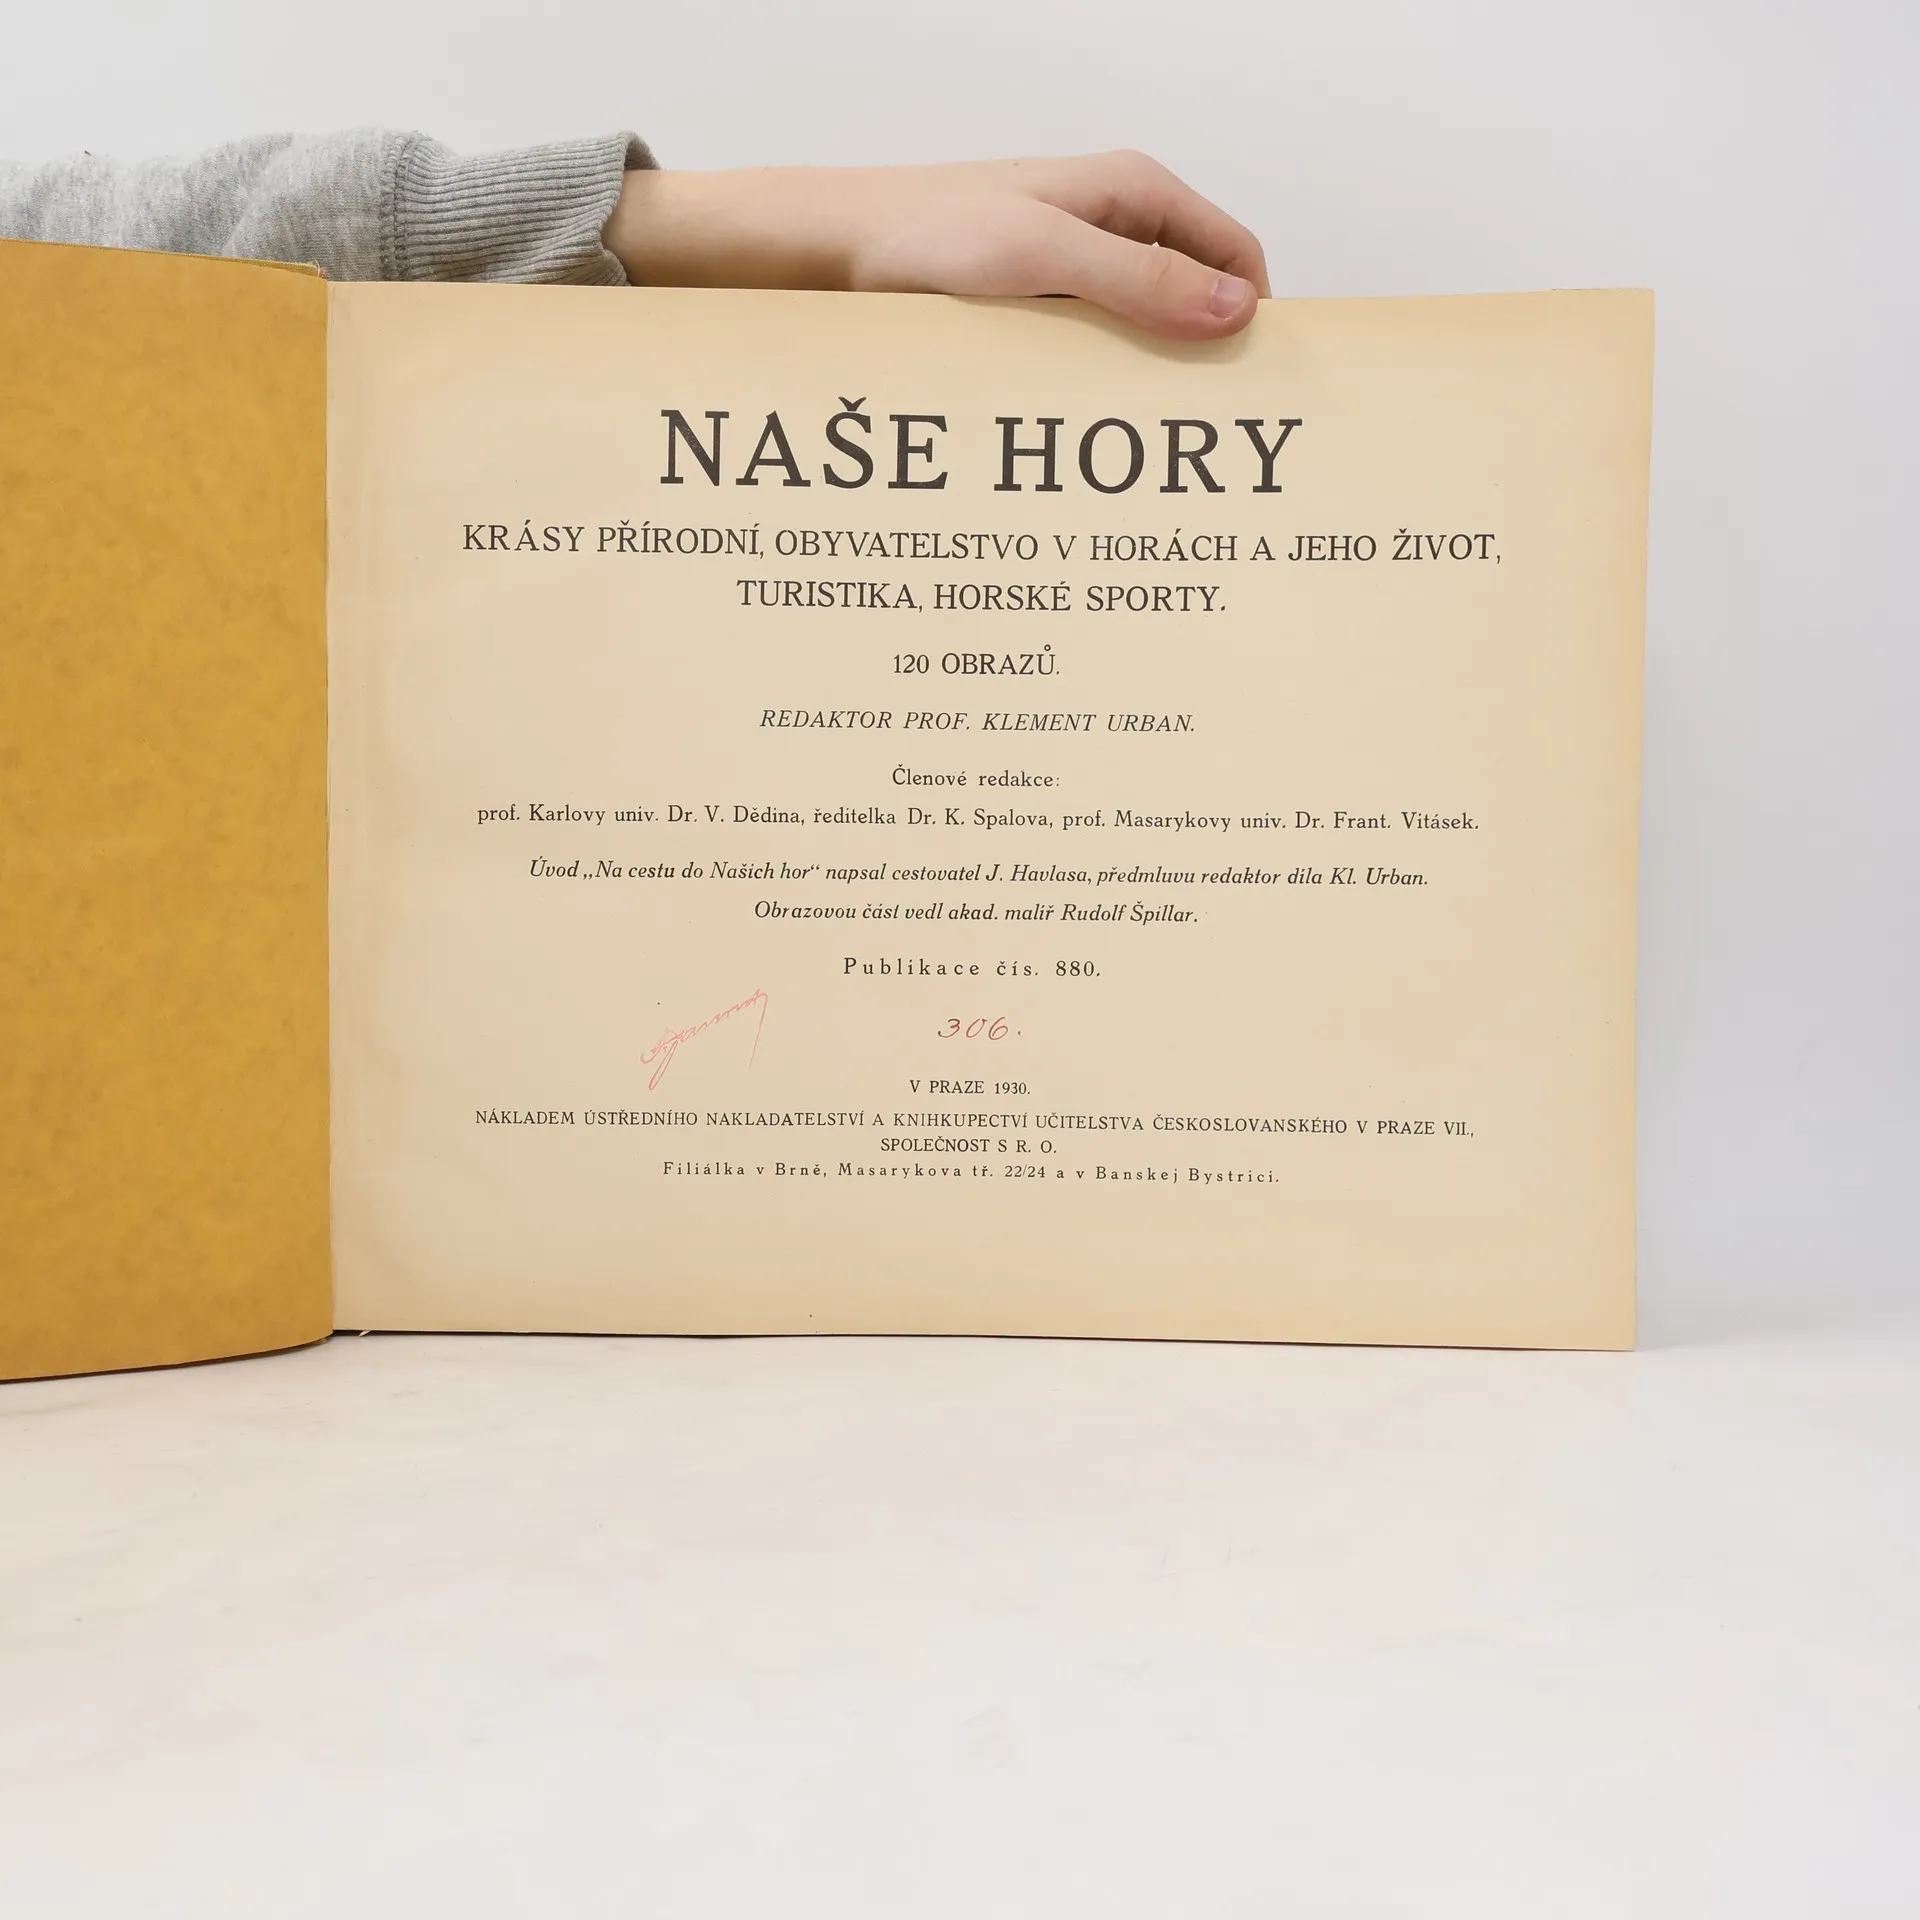 NAŠE HORY
KRÁSY PŘÍRODNÍ, OBYVATELSTVO V HORÁCH A JEHO ŽIVOT,
TURISTIKA, HORSKÉ SPORTY.
120 OBRAZŮ.
REDAKTOR PROF. KLEMENT URBAN.
Členové redakce:
prof. Karlovy univ. Dr. V. Dědina, ředitelka Dr. K. Spalova, prof. Masarykovy univ. Dr. Frant. Vitásek.
Úvod „Na cestu do Našich hor“ napsal cestovatel J. Havlasa, předmluvu redaktor díla Kl. Urban.
Obrazovou část vedl akad. malíř Rudolf Špillar.
Publikace čís. 880.
306.
V PRAZE 1930.
NÁKLADEM ÚSTŘEDNÍHO NAKLADATELSTVÍ A KNIHKUPECTVÍ UČITELSTVA ČESKOSLOVANSKÉHO V PRAZE VII.,
SPOLEČNOST S R. O.
Filiálka v Brně, Masarykova tř. 22/24 a v Banskej Bystrici.